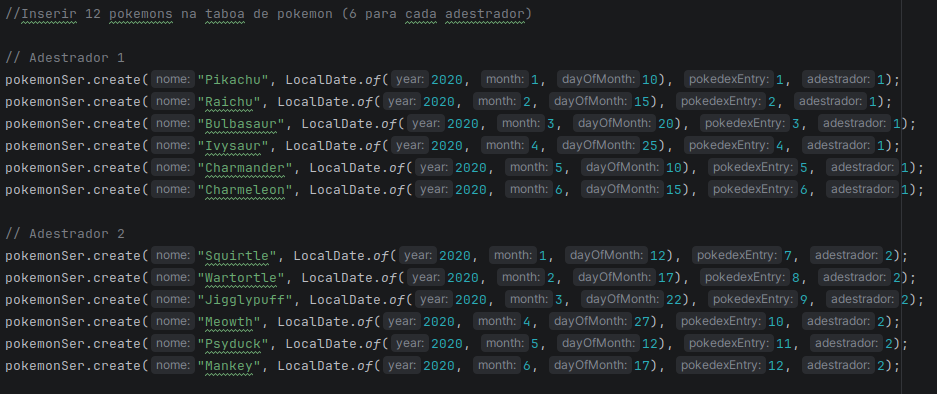 //Inserir 12 pokemons na taboa de pokemon (6 para cada adestrador)
// Adestrador 1
pokemonSer.create( nome: "Pikachu", LocalDate.of( year: 2020, month: 1, dayOfMonth: 10), pokedexEntry: 1, adestrador: 1);
pokemonSer.create( nome: "Raichu", LocalDate.of( year: 2020, month: 2, dayOfMonth: 15), pokedexEntry: 2, adestrador: 1);
pokemonSer.create( nome: "Bulbasaur", LocalDate.of( year: 2020, month: 3, dayOfMonth: 20), pokedexEntry: 3, adestrador: 1);
pokemonSer.create( nome: "Ivysaur", LocalDate.of( year: 2020, month: 4, dayOfMonth: 25), pokedexEntry: 4, adestrador: 1);
pokemonSer.create( nome: "Charmander", LocalDate.of( year: 2020, month: 5, dayOfMonth: 10), pokedexEntry: 5, adestrador: 1);
pokemonSer.create( nome: "Charmeleon", LocalDate.of( year: 2020, month: 6, dayOfMonth: 15), pokedexEntry: 6, adestrador: 1);
// Adestrador 2
pokemonSer.create( nome: "Squirtle", LocalDate.of( year: 2020, month: 1, dayOfMonth: 12), pokedexEntry: 7, adestrador: 2);
pokemonSer.create( nome: "Wartortle", LocalDate.of( year: 2020, month: 2, dayOfMonth: 17), pokedexEntry: 8, adestrador: 2);
pokemonSer.create( nome: "Jigglypuff", LocalDate.of( year: 2020, month: 3, dayOfMonth: 22), pokedexEntry: 9, adestrador: 2);
pokemonSer.create( nome: "Meowth", LocalDate.of( year: 2020, month: 4, dayOfMonth: 27), pokedexEntry: 10, adestrador: 2);
pokemonSer.create( nome: "Psyduck", LocalDate.of( year: 2020, month: 5, dayOfMonth: 12), pokedexEntry: 11, adestrador: 2);
pokemonSer.create( nome: "Mankey", LocalDate.of( year: 2020, month: 6, dayOfMonth: 17), pokedexEntry: 12, adestrador: 2);